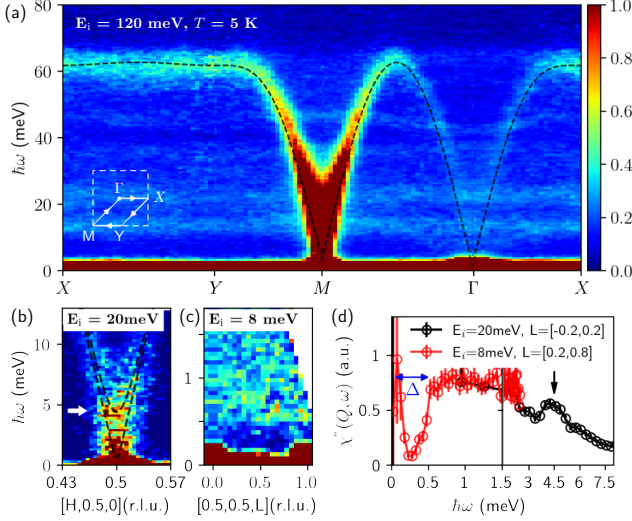 (a)
E_i = 120 meV, T = 5 K
1.0
0.8
0.6
0.4
0.2
0.0
80
60
40
20
0
ħω
(meV)
Γ
X
M
Y
X
Y
M
Γ
X
(b)
E_i = 20meV
(c)
E_i = 8 meV
(d)
ħω (meV)
10
5
0
0.43
0.5
0.57
[H,0.5,0](r.l.u.)
1
0
0.0
0.5
1.0
[0.5,0.5,L](r.l.u.)
χ"(Q,ω) (a.u.)
1
0.5
0
E_i=20meV, L=[-0.2,0.2]
E_i=8meV, L=[0.2,0.8]
Δ
0
0.5
1
1.5
1.5
4.5
7.5
ħω (meV)